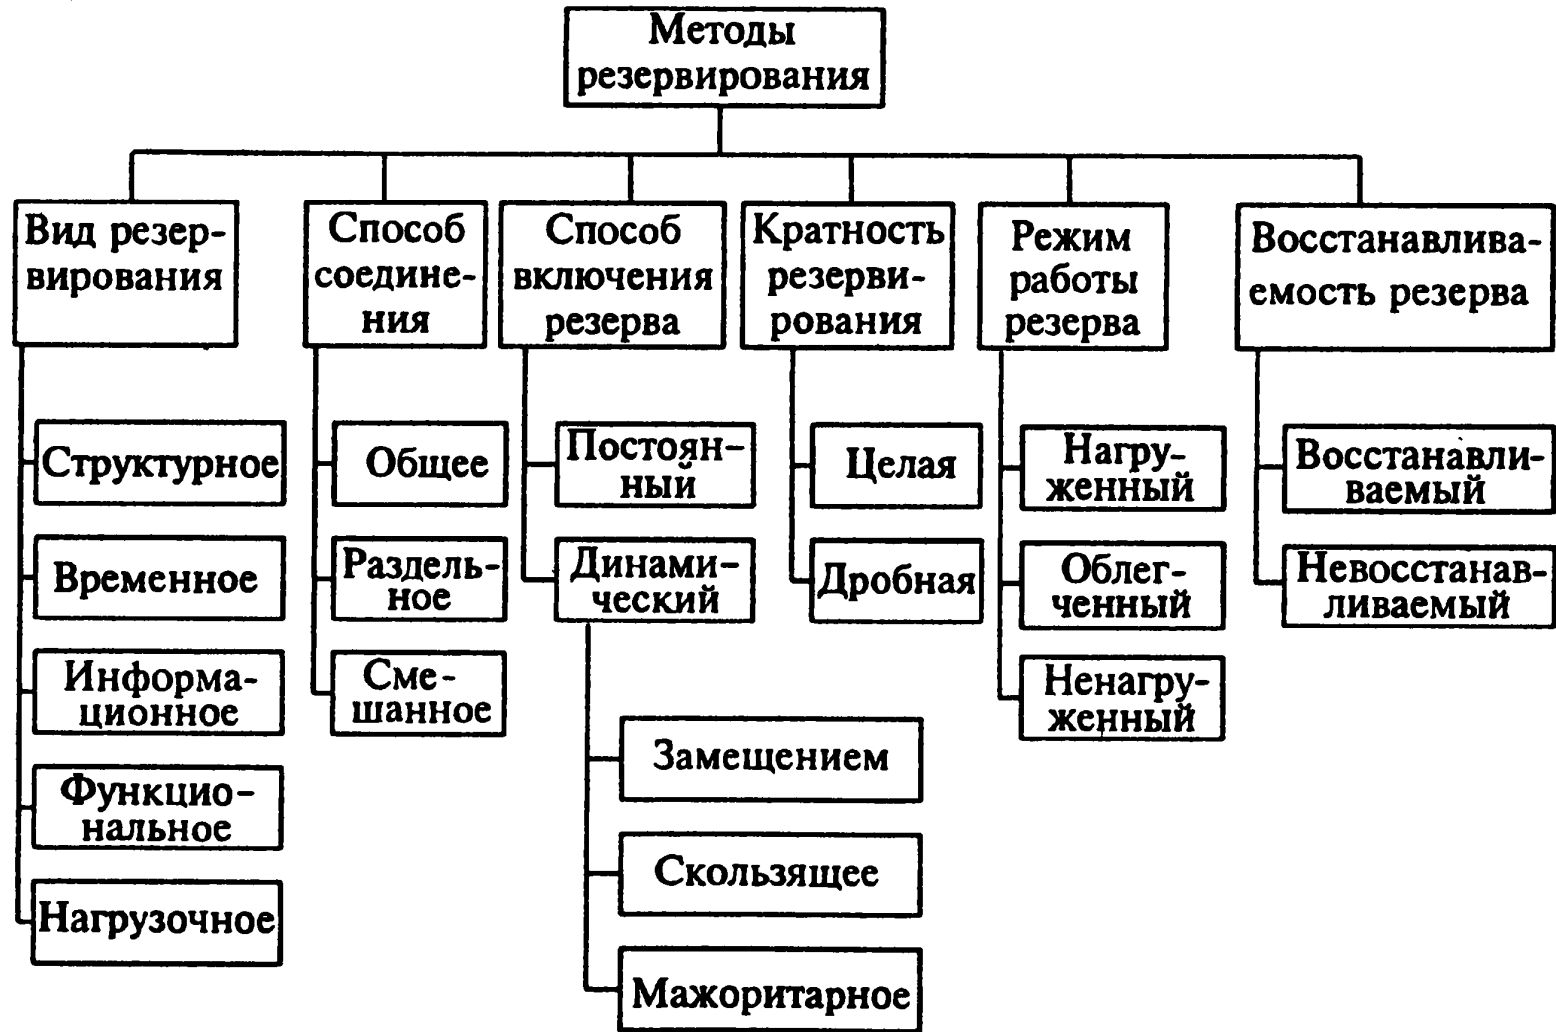 Методы
резервирования
Вид резер-
вирования
Способ
соедине-
ния
Способ
включения
резерва
Кратность
резерви-
рования
Режим
работы
резерва
Восстанавлива-
емость резерва
Структурное
Временное
Информа-
ционное
Функцио-
нальное
Нагрузочное
Общее
Раздель-
ное
Сме-
шанное
Постоян-
ный
Динами-
ческий
Замещением
Скользящее
Мажоритарное
Целая
Дробная
Нагру-
женный
Облег-
ченный
Ненагру-
женный
Восстанавли-
ваемый
Невосстанав-
ливаемый